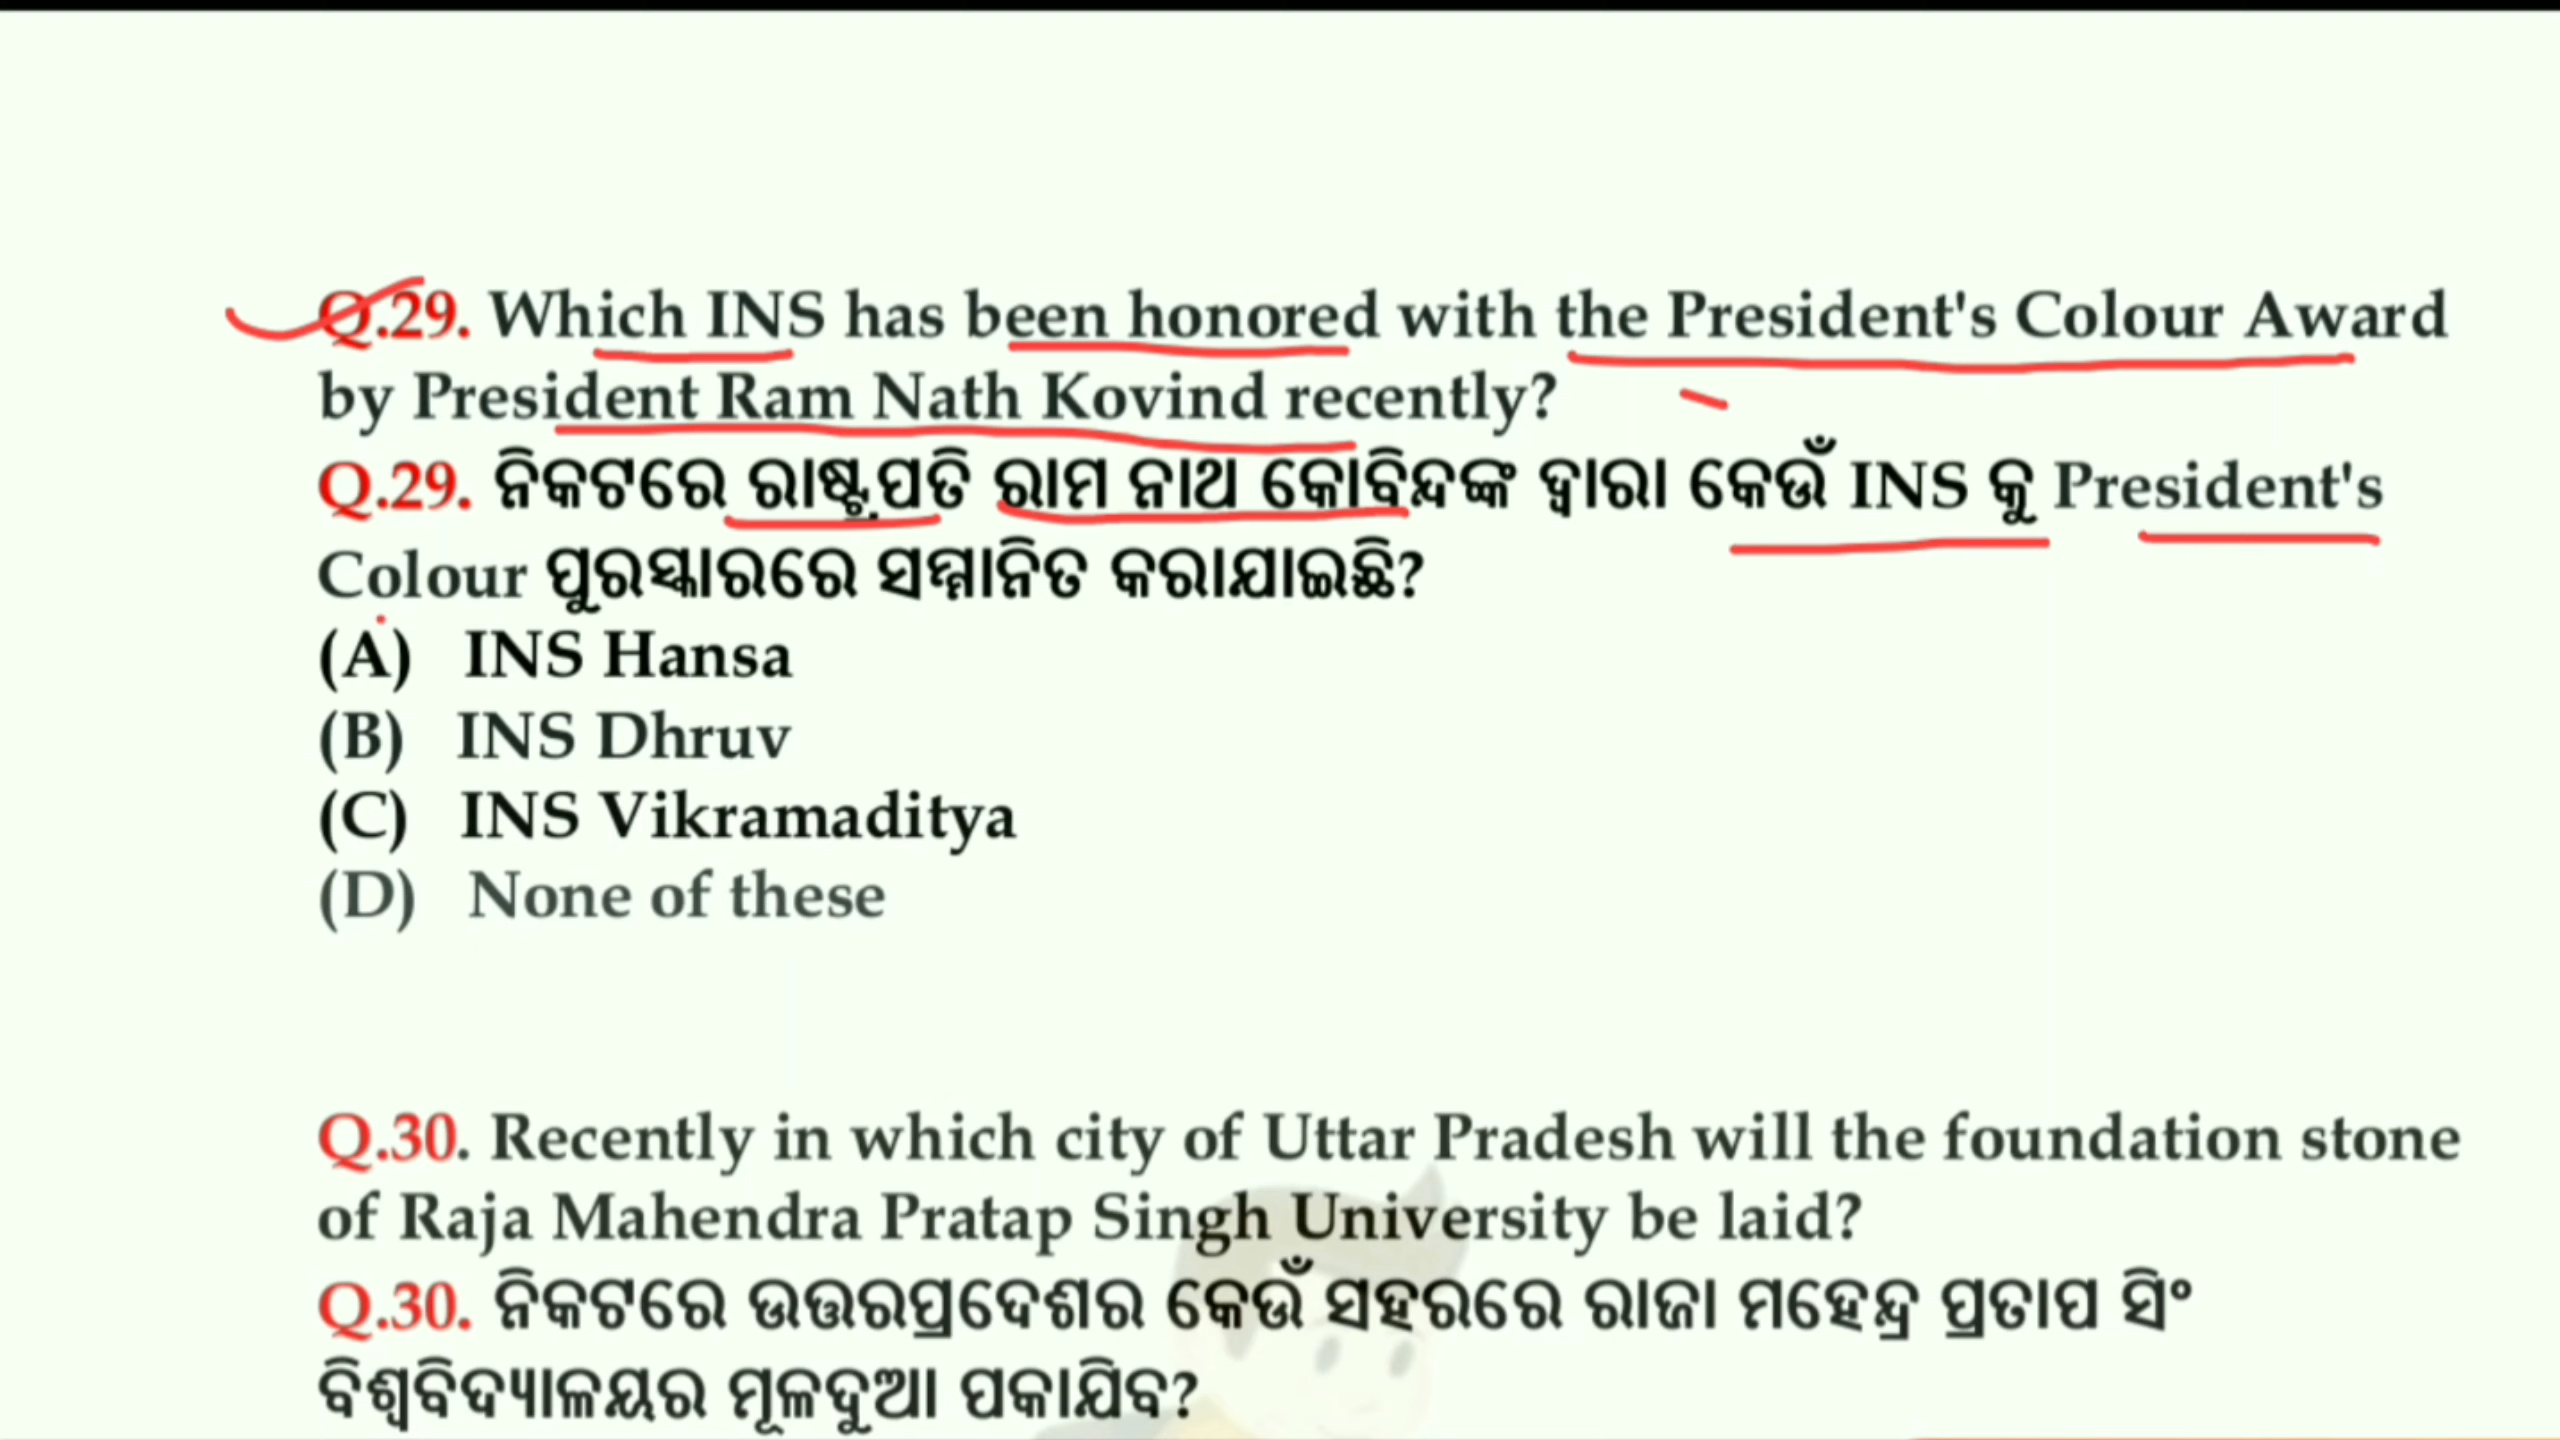 Q.29. Which INS has been honored with the President's Colour Award
by President Ram Nath Kovind recently?
Q.29. ନିକଟରେ ରାଷ୍ଟ୍ରପତି ରାମ ନାଥ କୋବିନ୍ଦଙ୍କ ଦ୍ୱାରା କେଉଁ INS କୁ President's
Colour ପୁରସ୍କାରରେ ସମ୍ମାନିତ କରାଯାଇଛି?
(A) INS Hansa
(B) INS Dhruv
(C) INS Vikramaditya
(D) None of these
Q.30. Recently in which city of Uttar Pradesh will the foundation stone
of Raja Mahendra Pratap Singh University be laid?
Q.30. ନିକଟରେ ଉତ୍ତରପ୍ରଦେଶର କେଉଁ ସହରରେ ରାଜା ମହେନ୍ଦ୍ର ପ୍ରତାପ ସିଂ
ବିଶ୍ୱବିଦ୍ୟାଳୟର ମୂଳଦୁଆ ପକାଯିବ?